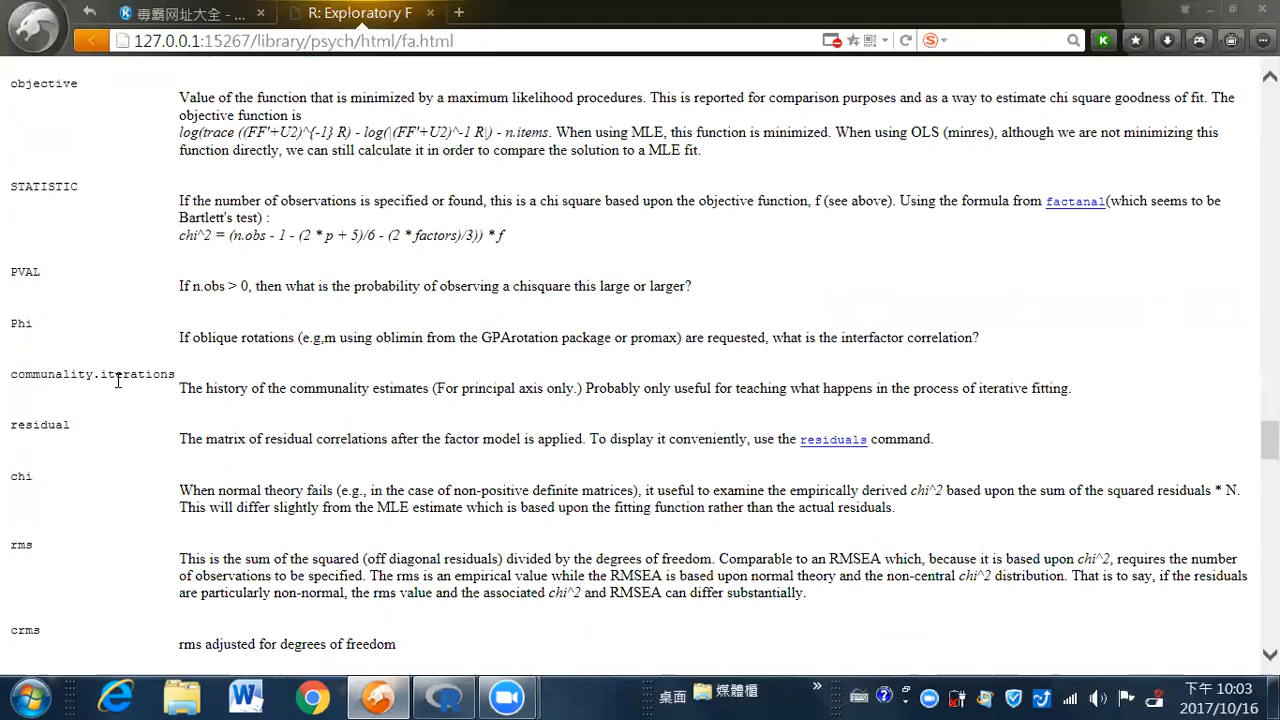 毒霸网址大全 - ...
R: Exploratory F
127.0.0.1:15267/library/psych/html/fa.html
objective
Value of the function that is minimized by a maximum likelihood procedures. This is reported for comparison purposes and as a way to estimate chi square goodness of fit. The
objective function is
log(trace ((FF'+U2)^{-1} R) - log(|(FF'+U2)^-1 R|) - n.items. When using MLE, this function is minimized. When using OLS (minres), although we are not minimizing this
function directly, we can still calculate it in order to compare the solution to a MLE fit.
STATISTIC
If the number of observations is specified or found, this is a chi square based upon the objective function, f (see above). Using the formula from factanal(which seems to be
Bartlett's test) :
chi^2 = (n.obs - 1 - (2 * p + 5)/6 - (2 * factors)/3)) * f
PVAL
If n.obs > 0, then what is the probability of observing a chisquare this large or larger?
Phi
If oblique rotations (e.g,m using oblimin from the GPArotation package or promax) are requested, what is the interfactor correlation?
communality.iterations
The history of the communality estimates (For principal axis only.) Probably only useful for teaching what happens in the process of iterative fitting.
residual
The matrix of residual correlations after the factor model is applied. To display it conveniently, use the residuals command.
chi
When normal theory fails (e.g., in the case of non-positive definite matrices), it useful to examine the empirically derived chi^2 based upon the sum of the squared residuals * N.
This will differ slightly from the MLE estimate which is based upon the fitting function rather than the actual residuals.
rms
This is the sum of the squared (off diagonal residuals) divided by the degrees of freedom. Comparable to an RMSEA which, because it is based upon chi^2, requires the number
of observations to be specified. The rms is an empirical value while the RMSEA is based upon normal theory and the non-central chi^2 distribution. That is to say, if the residuals
are particularly non-normal, the rms value and the associated chi^2 and RMSEA can differ substantially.
crms
rms adjusted for degrees of freedom
桌面
媒體櫃
下午 10:03
2017/10/16